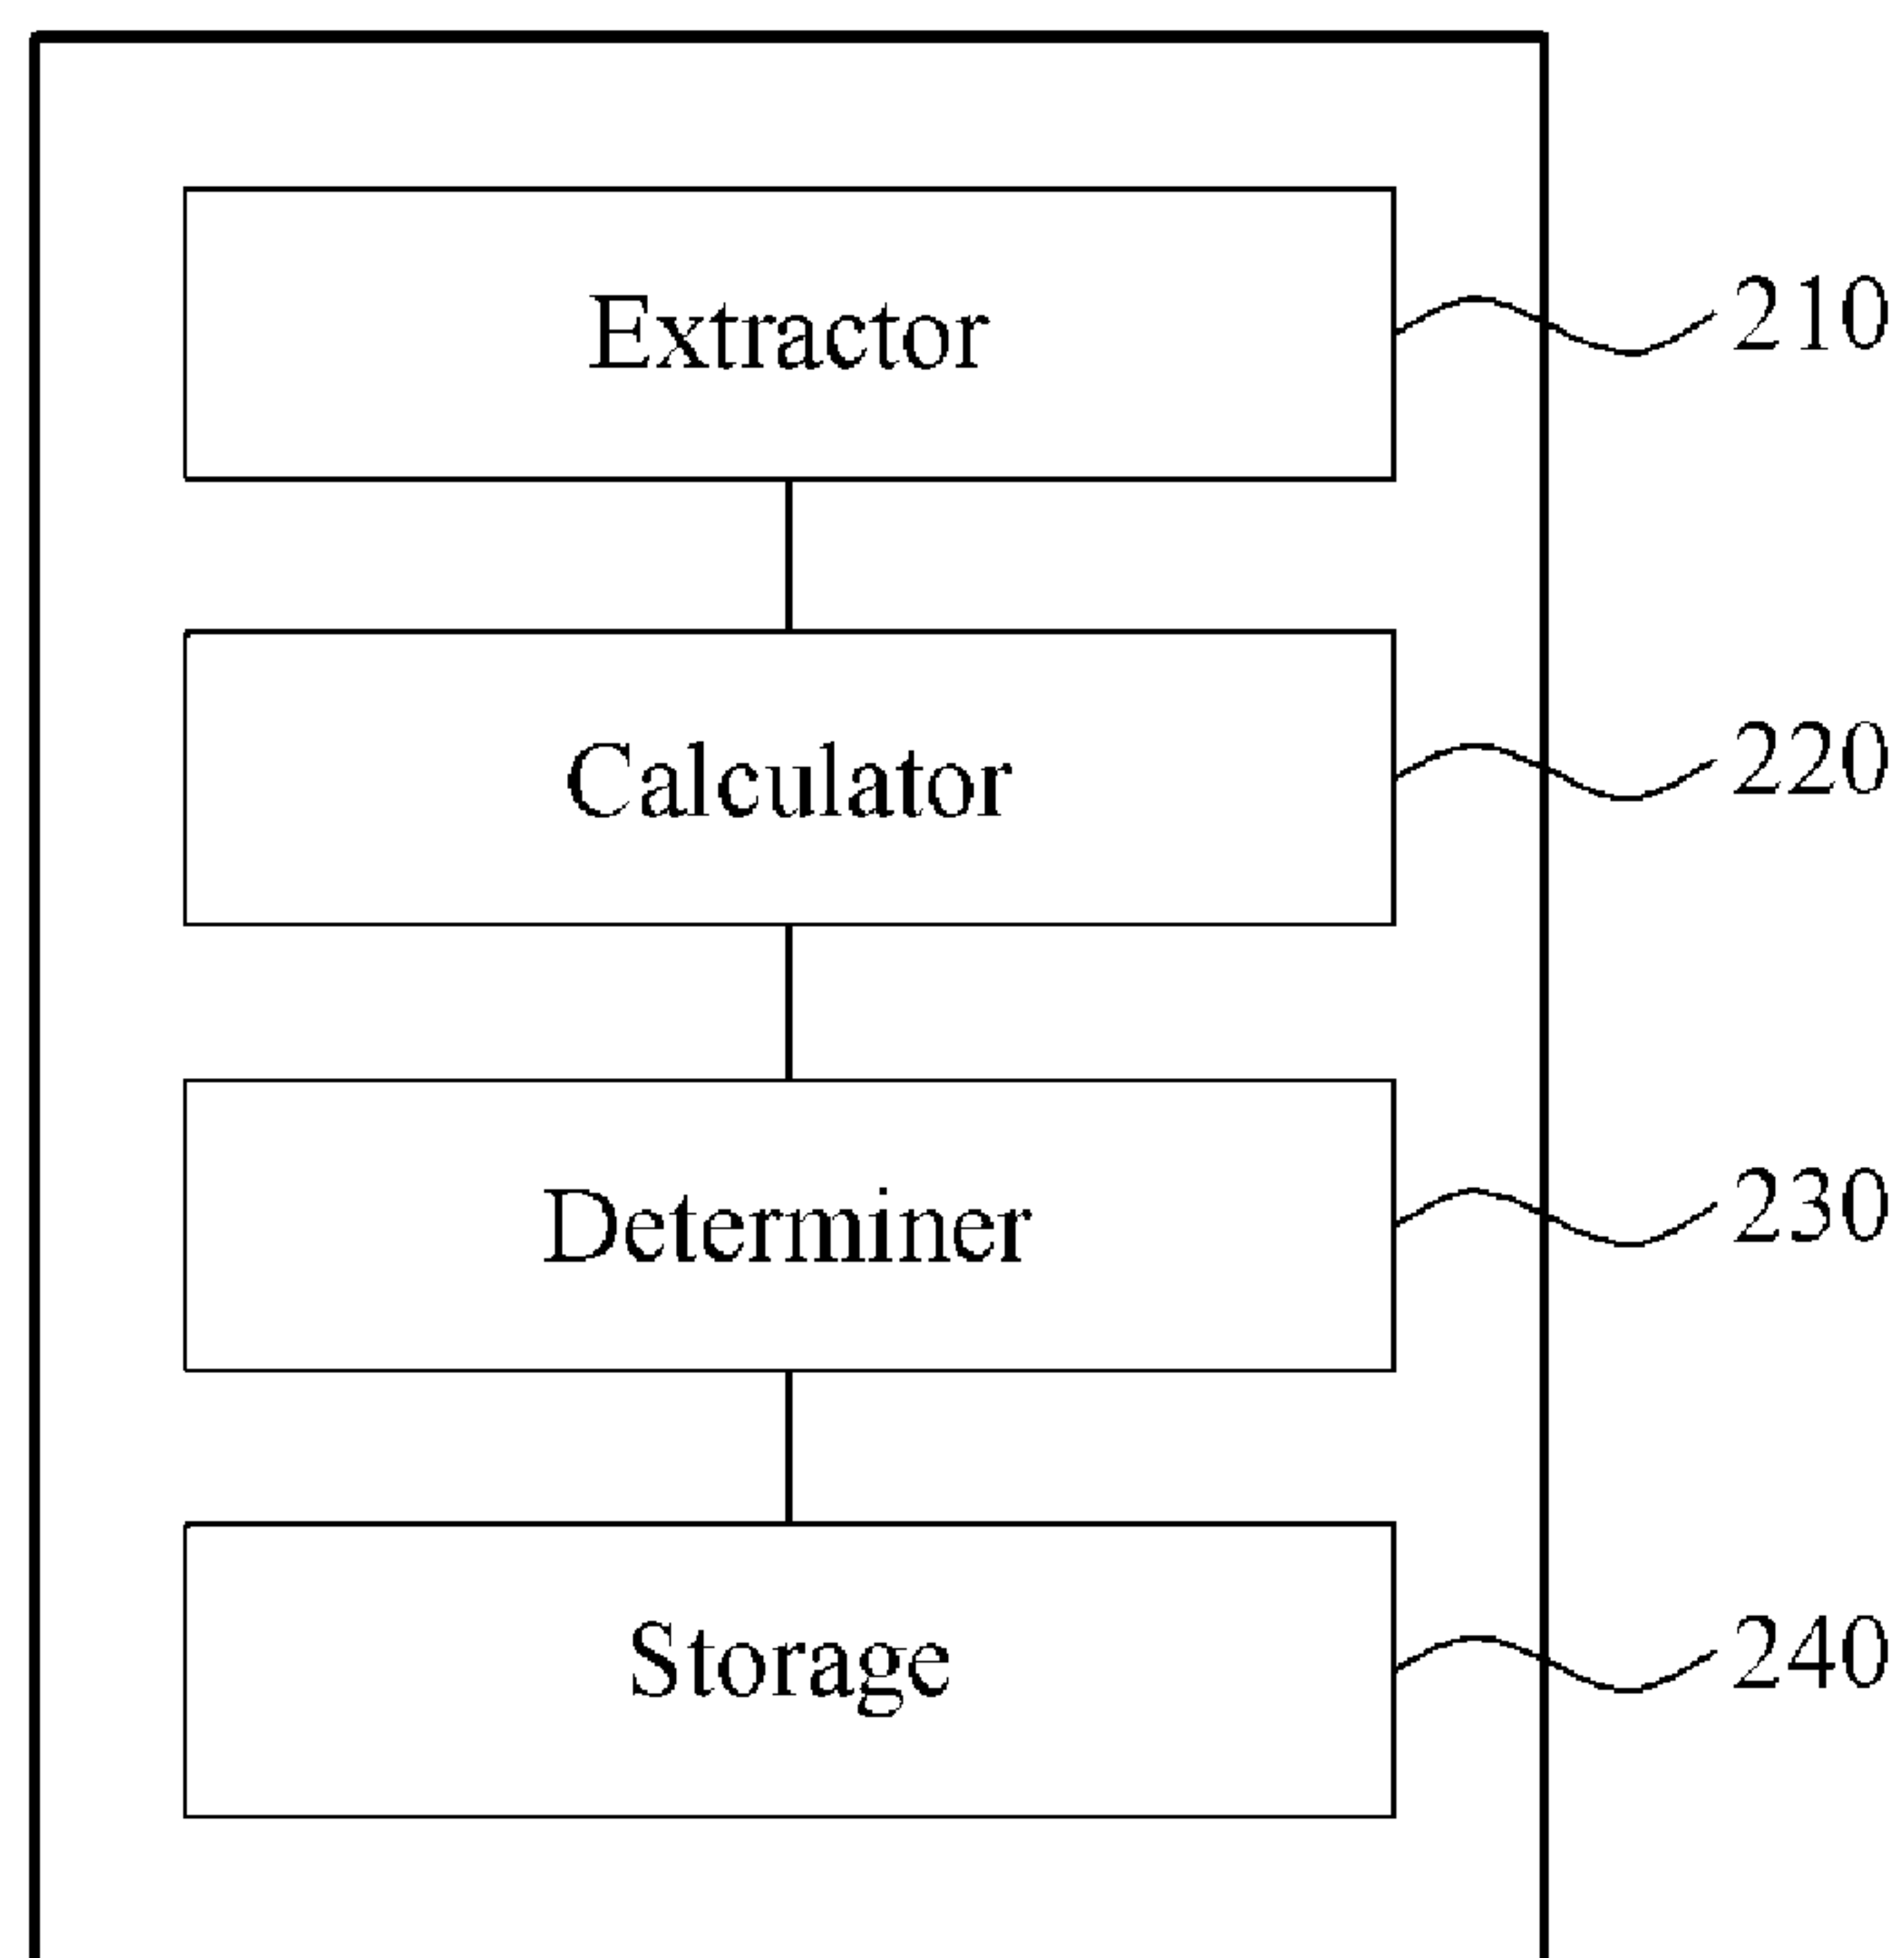 Extractor 210
Calculator 220
Determiner 230
Storage 240